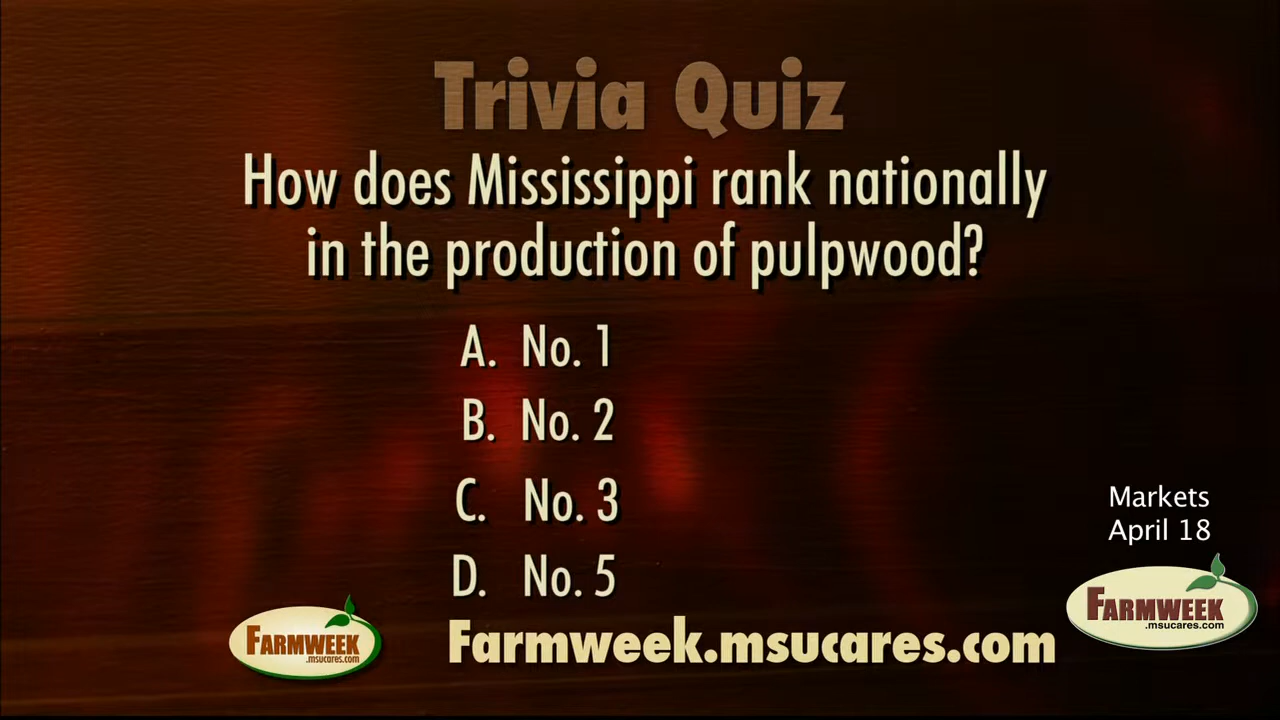 Trivia Quiz
How does Mississippi rank nationally
in the production of pulpwood?
A. No. 1
B. No. 2
C. No. 3
D. No. 5
Markets
April 18
FARMWEEK
.msucares.com
Farmweek.msucares.com
FARMWEEK
.msucares.com